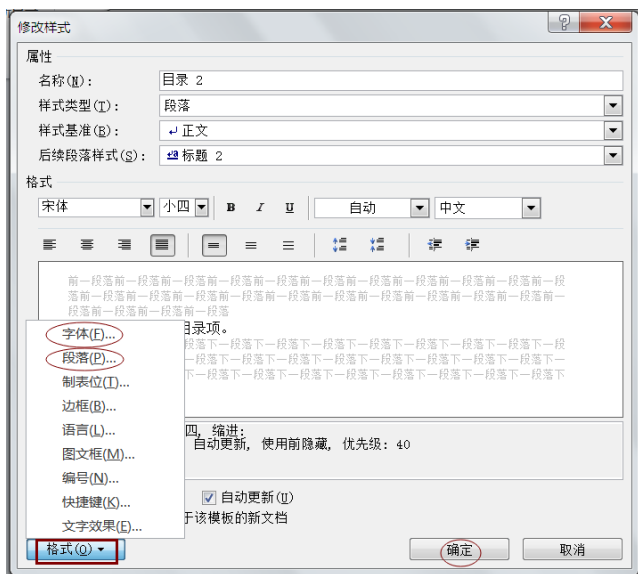 修改样式
?
X
属性
名称(N): 目录 2
样式类型(T): 段落
样式基准(B): 正文
后续段落样式(S): 标题 2
格式
宋体 小四 B I U 自动 中文
前一段落前一段落前一段落前一段落前一段落前一段落前一段落前一段
落前一段落前一段落前一段落前一段落前一段落前一段落前一段落前一
段落前一段落前一段落前一段落
目录项。
段落下一段落下一段落下一段落下一段落下一段落下一段落下一段
一段落下一段落下一段落下一段落下一段落下一段落下一段落下一
下一段落下一段落下一段落下一段落下一段落下一段落下一段落下
字体(F)...
段落(P)...
制表位(T)...
边框(B)...
语言(L)...
图文框(M)...
编号(N)...
快捷键(K)...
文字效果(E)...
四, 缩进:
自动更新, 使用前隐藏, 优先级: 40
自动更新(U)
于该模板的新文档
格式(O)
确定
取消